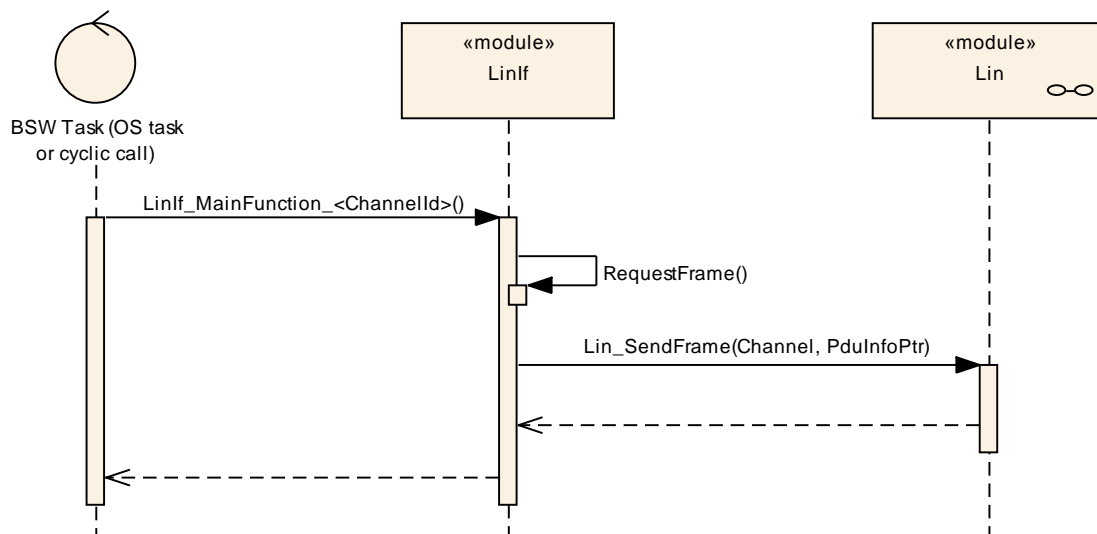 «module»
LinIf
«module»
Lin
BSW Task (OS task
or cyclic call)
LinIf_MainFunction_<ChannelId>()
RequestFrame()
Lin_SendFrame(Channel, PduInfoPtr)